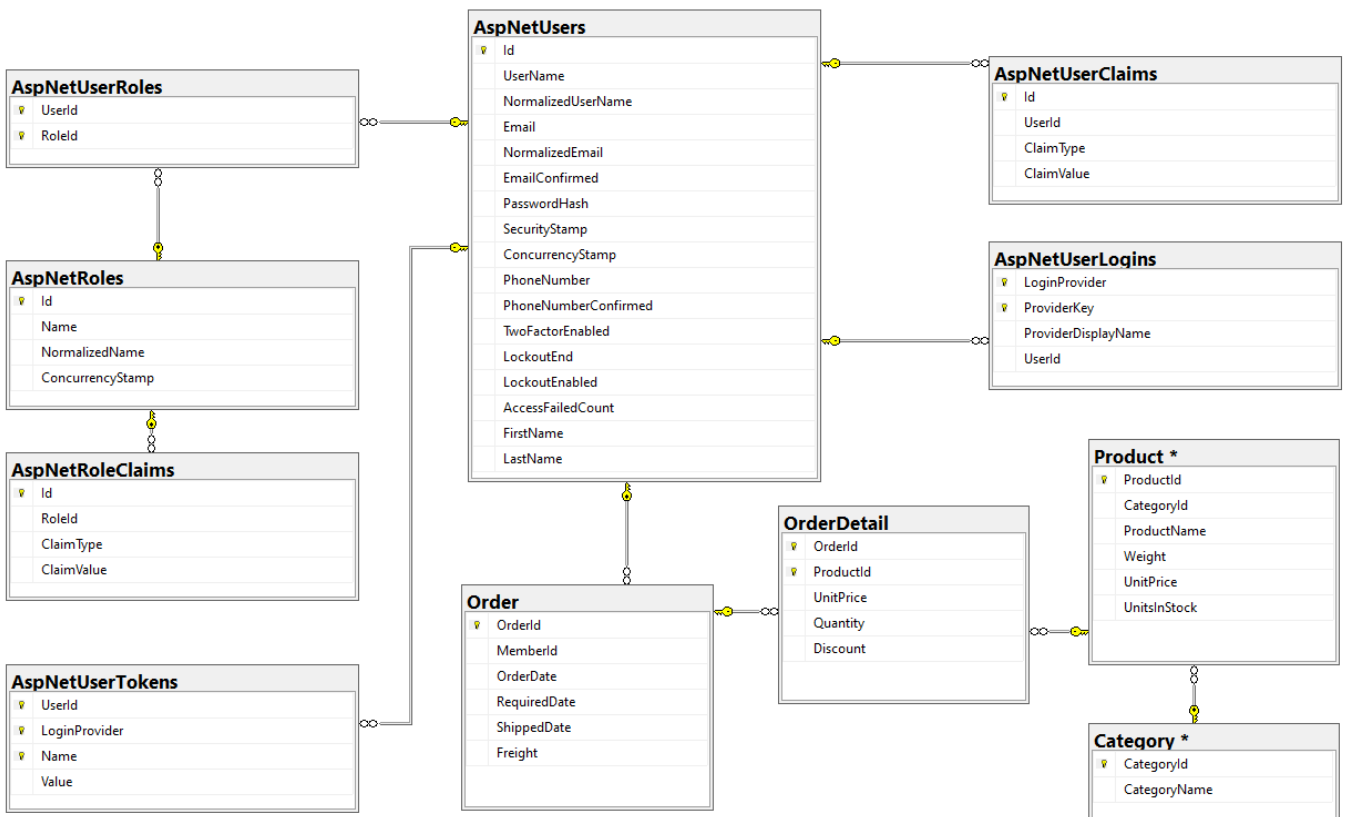 AspNetUsers
Id
UserName
NormalizedUserName
Email
NormalizedEmail
EmailConfirmed
PasswordHash
SecurityStamp
ConcurrencyStamp
PhoneNumber
PhoneNumberConfirmed
TwoFactorEnabled
LockoutEnd
LockoutEnabled
AccessFailedCount
FirstName
LastName
AspNetUserRoles
UserId
RoleId
AspNetRoles
Id
Name
NormalizedName
ConcurrencyStamp
AspNetRoleClaims
Id
RoleId
ClaimType
ClaimValue
AspNetUserTokens
UserId
LoginProvider
Name
Value
AspNetUserClaims
Id
UserId
ClaimType
ClaimValue
AspNetUserLogins
LoginProvider
ProviderKey
ProviderDisplayName
UserId
Order
OrderId
MemberId
OrderDate
RequiredDate
ShippedDate
Freight
OrderDetail
OrderId
ProductId
UnitPrice
Quantity
Discount
Product *
ProductId
CategoryId
ProductName
Weight
UnitPrice
UnitsInStock
Category *
CategoryId
CategoryName